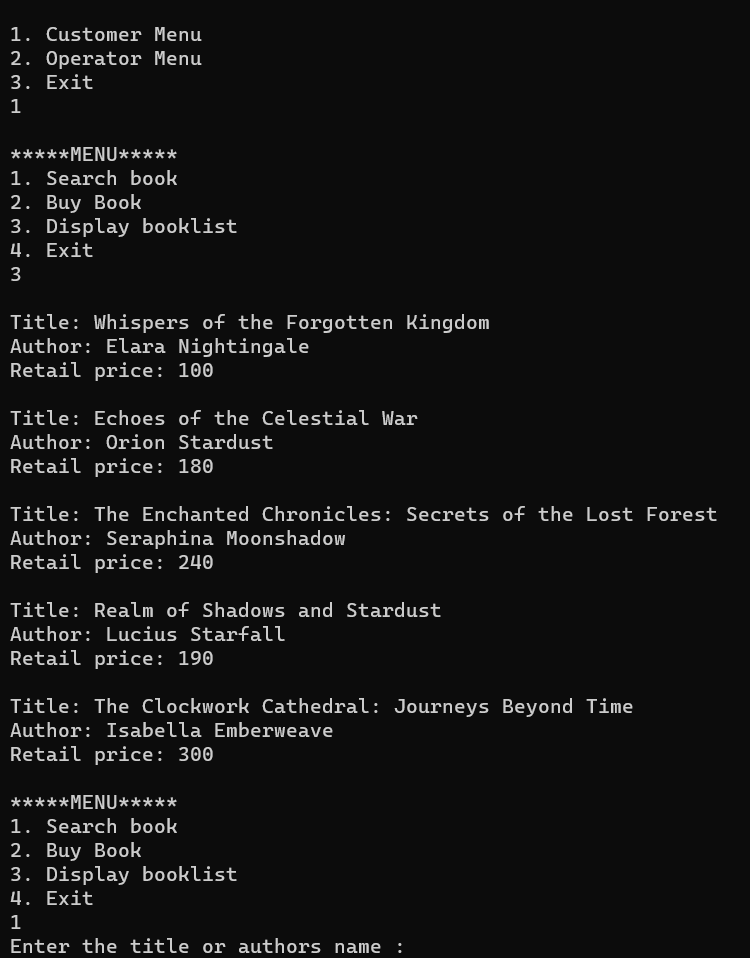 1. Customer Menu
2. Operator Menu
3. Exit
1
*****MENU*****
1. Search book
2. Buy Book
3. Display booklist
4. Exit
3
Title: Whispers of the Forgotten Kingdom
Author: Elara Nightingale
Retail price: 100
Title: Echoes of the Celestial War
Author: Orion Stardust
Retail price: 180
Title: The Enchanted Chronicles: Secrets of the Lost Forest
Author: Seraphina Moonshadow
Retail price: 240
Title: Realm of Shadows and Stardust
Author: Lucius Starfall
Retail price: 190
Title: The Clockwork Cathedral: Journeys Beyond Time
Author: Isabella Emberweave
Retail price: 300
*****MENU*****
1. Search book
2. Buy Book
3. Display booklist
4. Exit
1
Enter the title or authors name :